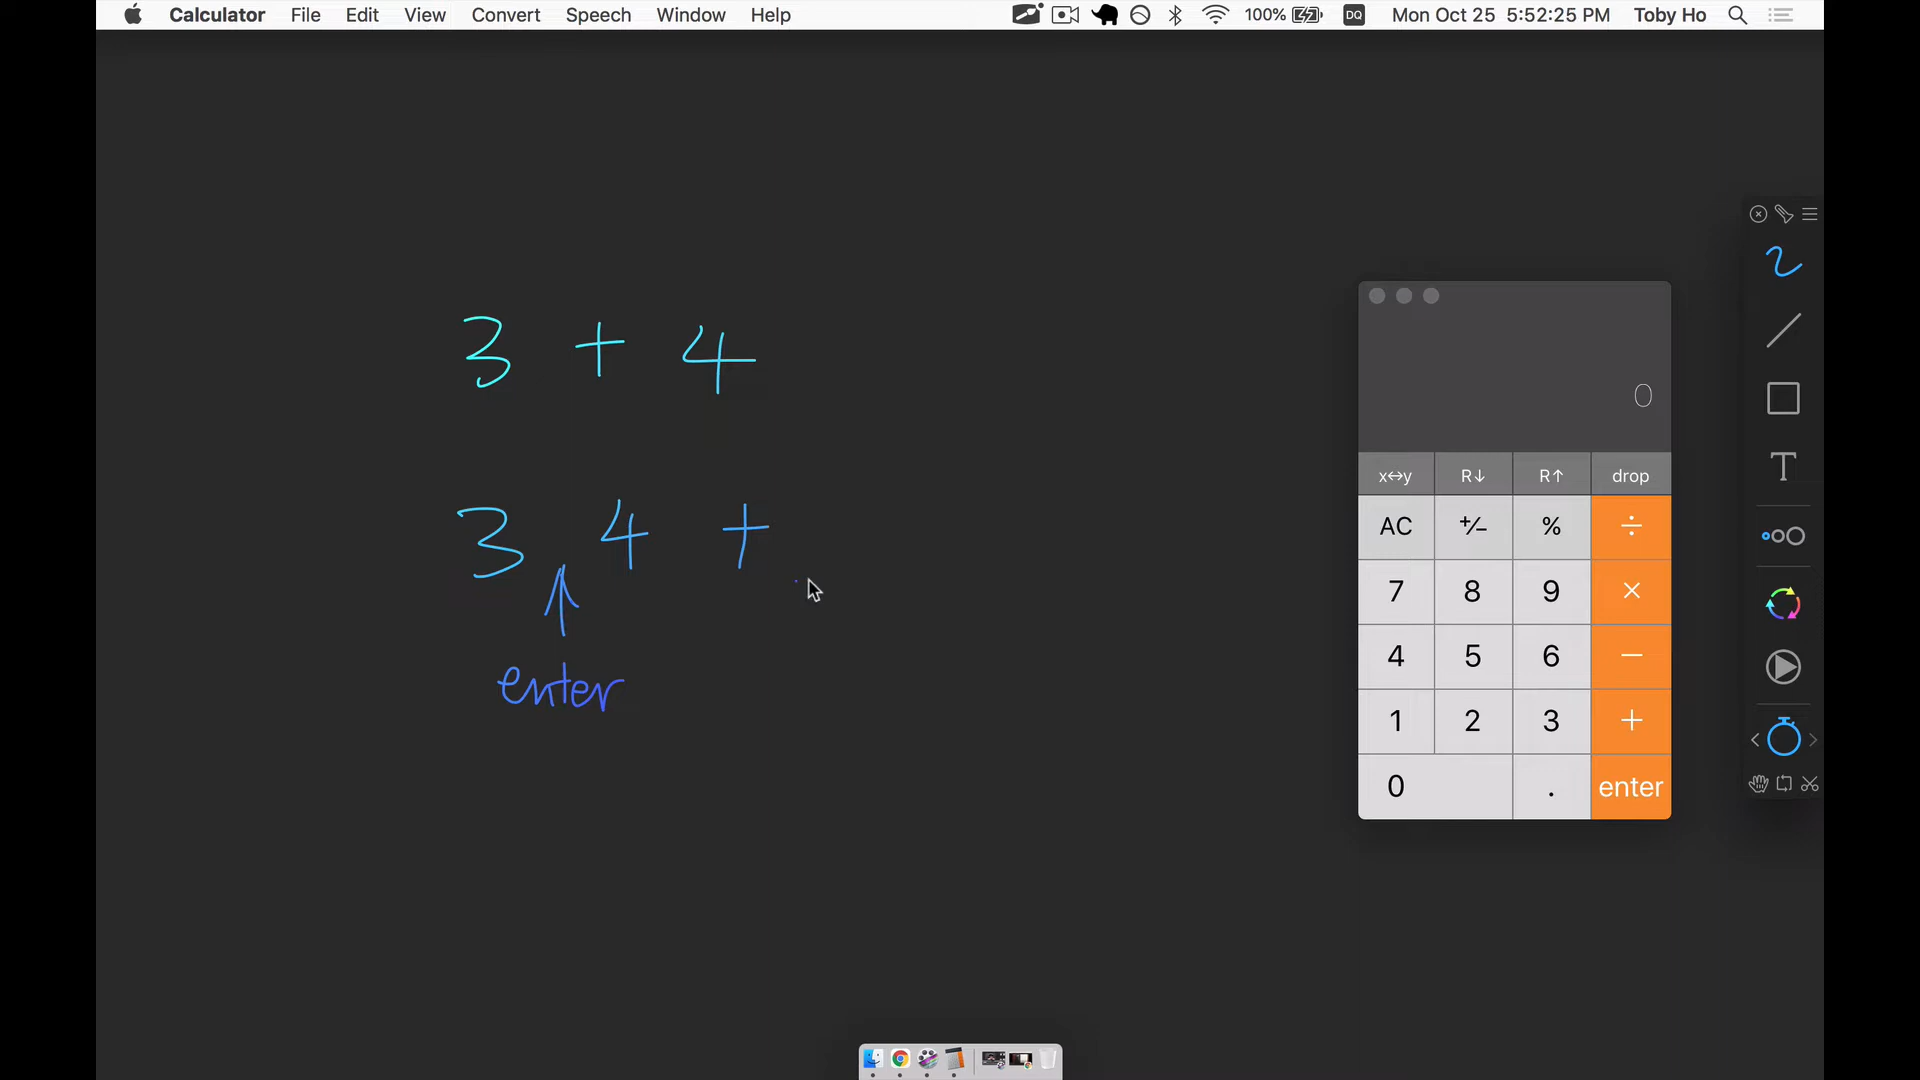 Calculator File Edit View Convert Speech Window Help 100% DQ Mon Oct 25 5:52:25 PM Toby Ho
3 + 4
3 4 +
enter
0
x↔y R↓ R↑ drop
AC +/− % ÷
7 8 9 ×
4 5 6 −
1 2 3 +
0 . enter
T